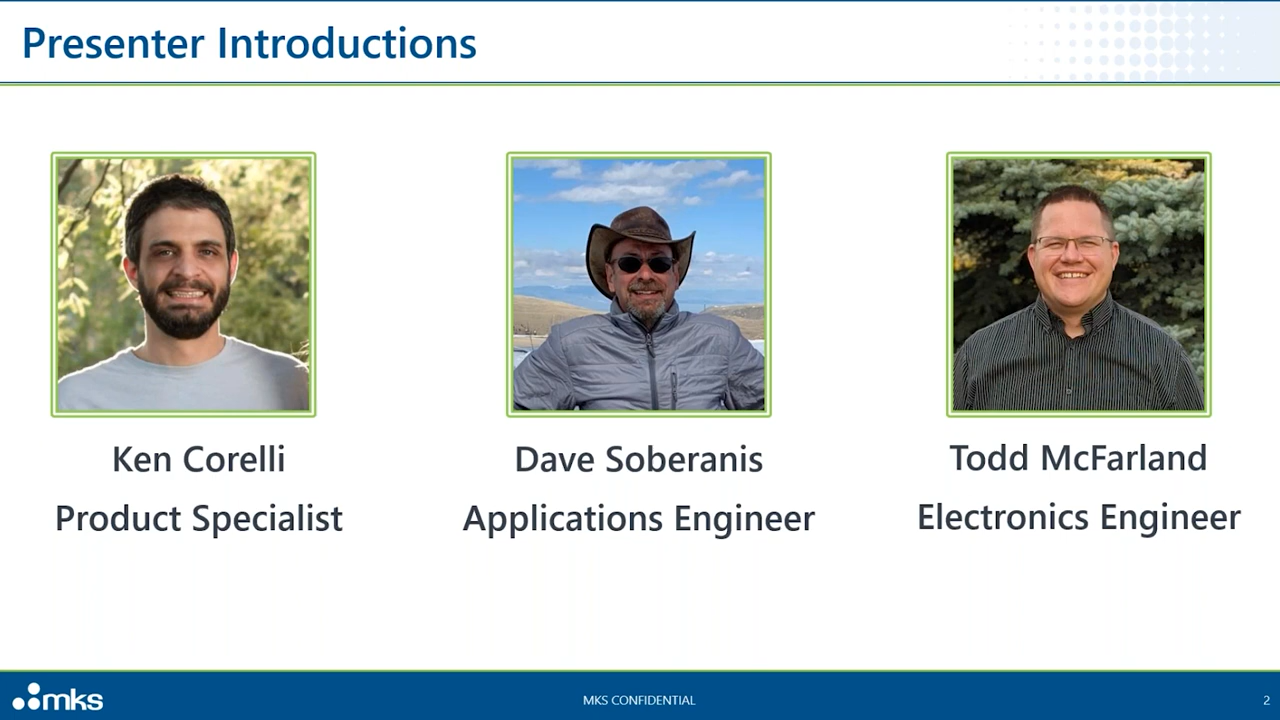 Presenter Introductions
Ken Corelli
Product Specialist
Dave Soberanis
Applications Engineer
Todd McFarland
Electronics Engineer
mks
MKS CONFIDENTIAL
2